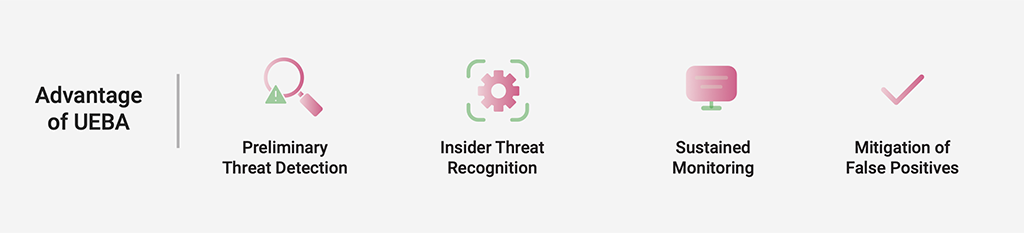 Advantage
of UEBA
Preliminary
Threat Detection
Insider Threat
Recognition
Sustained
Monitoring
Mitigation of
False Positives